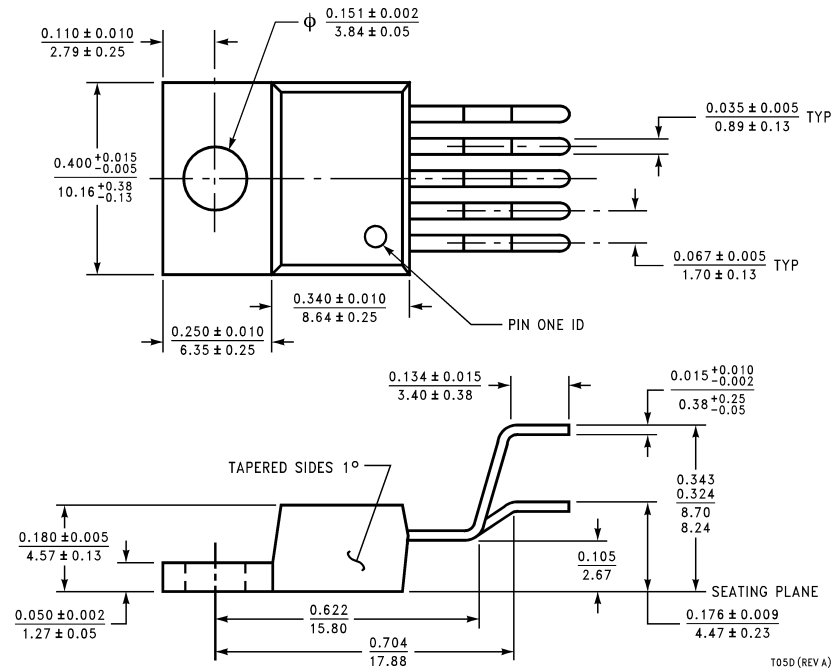 ϕ 0.151 ± 0.002
3.84 ± 0.05
0.110 ± 0.010
2.79 ± 0.25
0.035 ± 0.005
0.89 ± 0.13
TYP
0.400 +0.015 -0.005
10.16 +0.38 -0.13
0.067 ± 0.005
1.70 ± 0.13
TYP
0.340 ± 0.010
8.64 ± 0.25
PIN ONE ID
0.250 ± 0.010
6.35 ± 0.25
0.134 ± 0.015
3.40 ± 0.38
0.015 +0.010 -0.002
0.38 +0.25 -0.05
TAPERED SIDES 1°
0.343
0.324
8.70
8.24
0.180 ± 0.005
4.57 ± 0.13
0.105
2.67
SEATING PLANE
0.050 ± 0.002
1.27 ± 0.05
0.622
15.80
0.176 ± 0.009
4.47 ± 0.23
0.704
17.88
T05D (REV A)